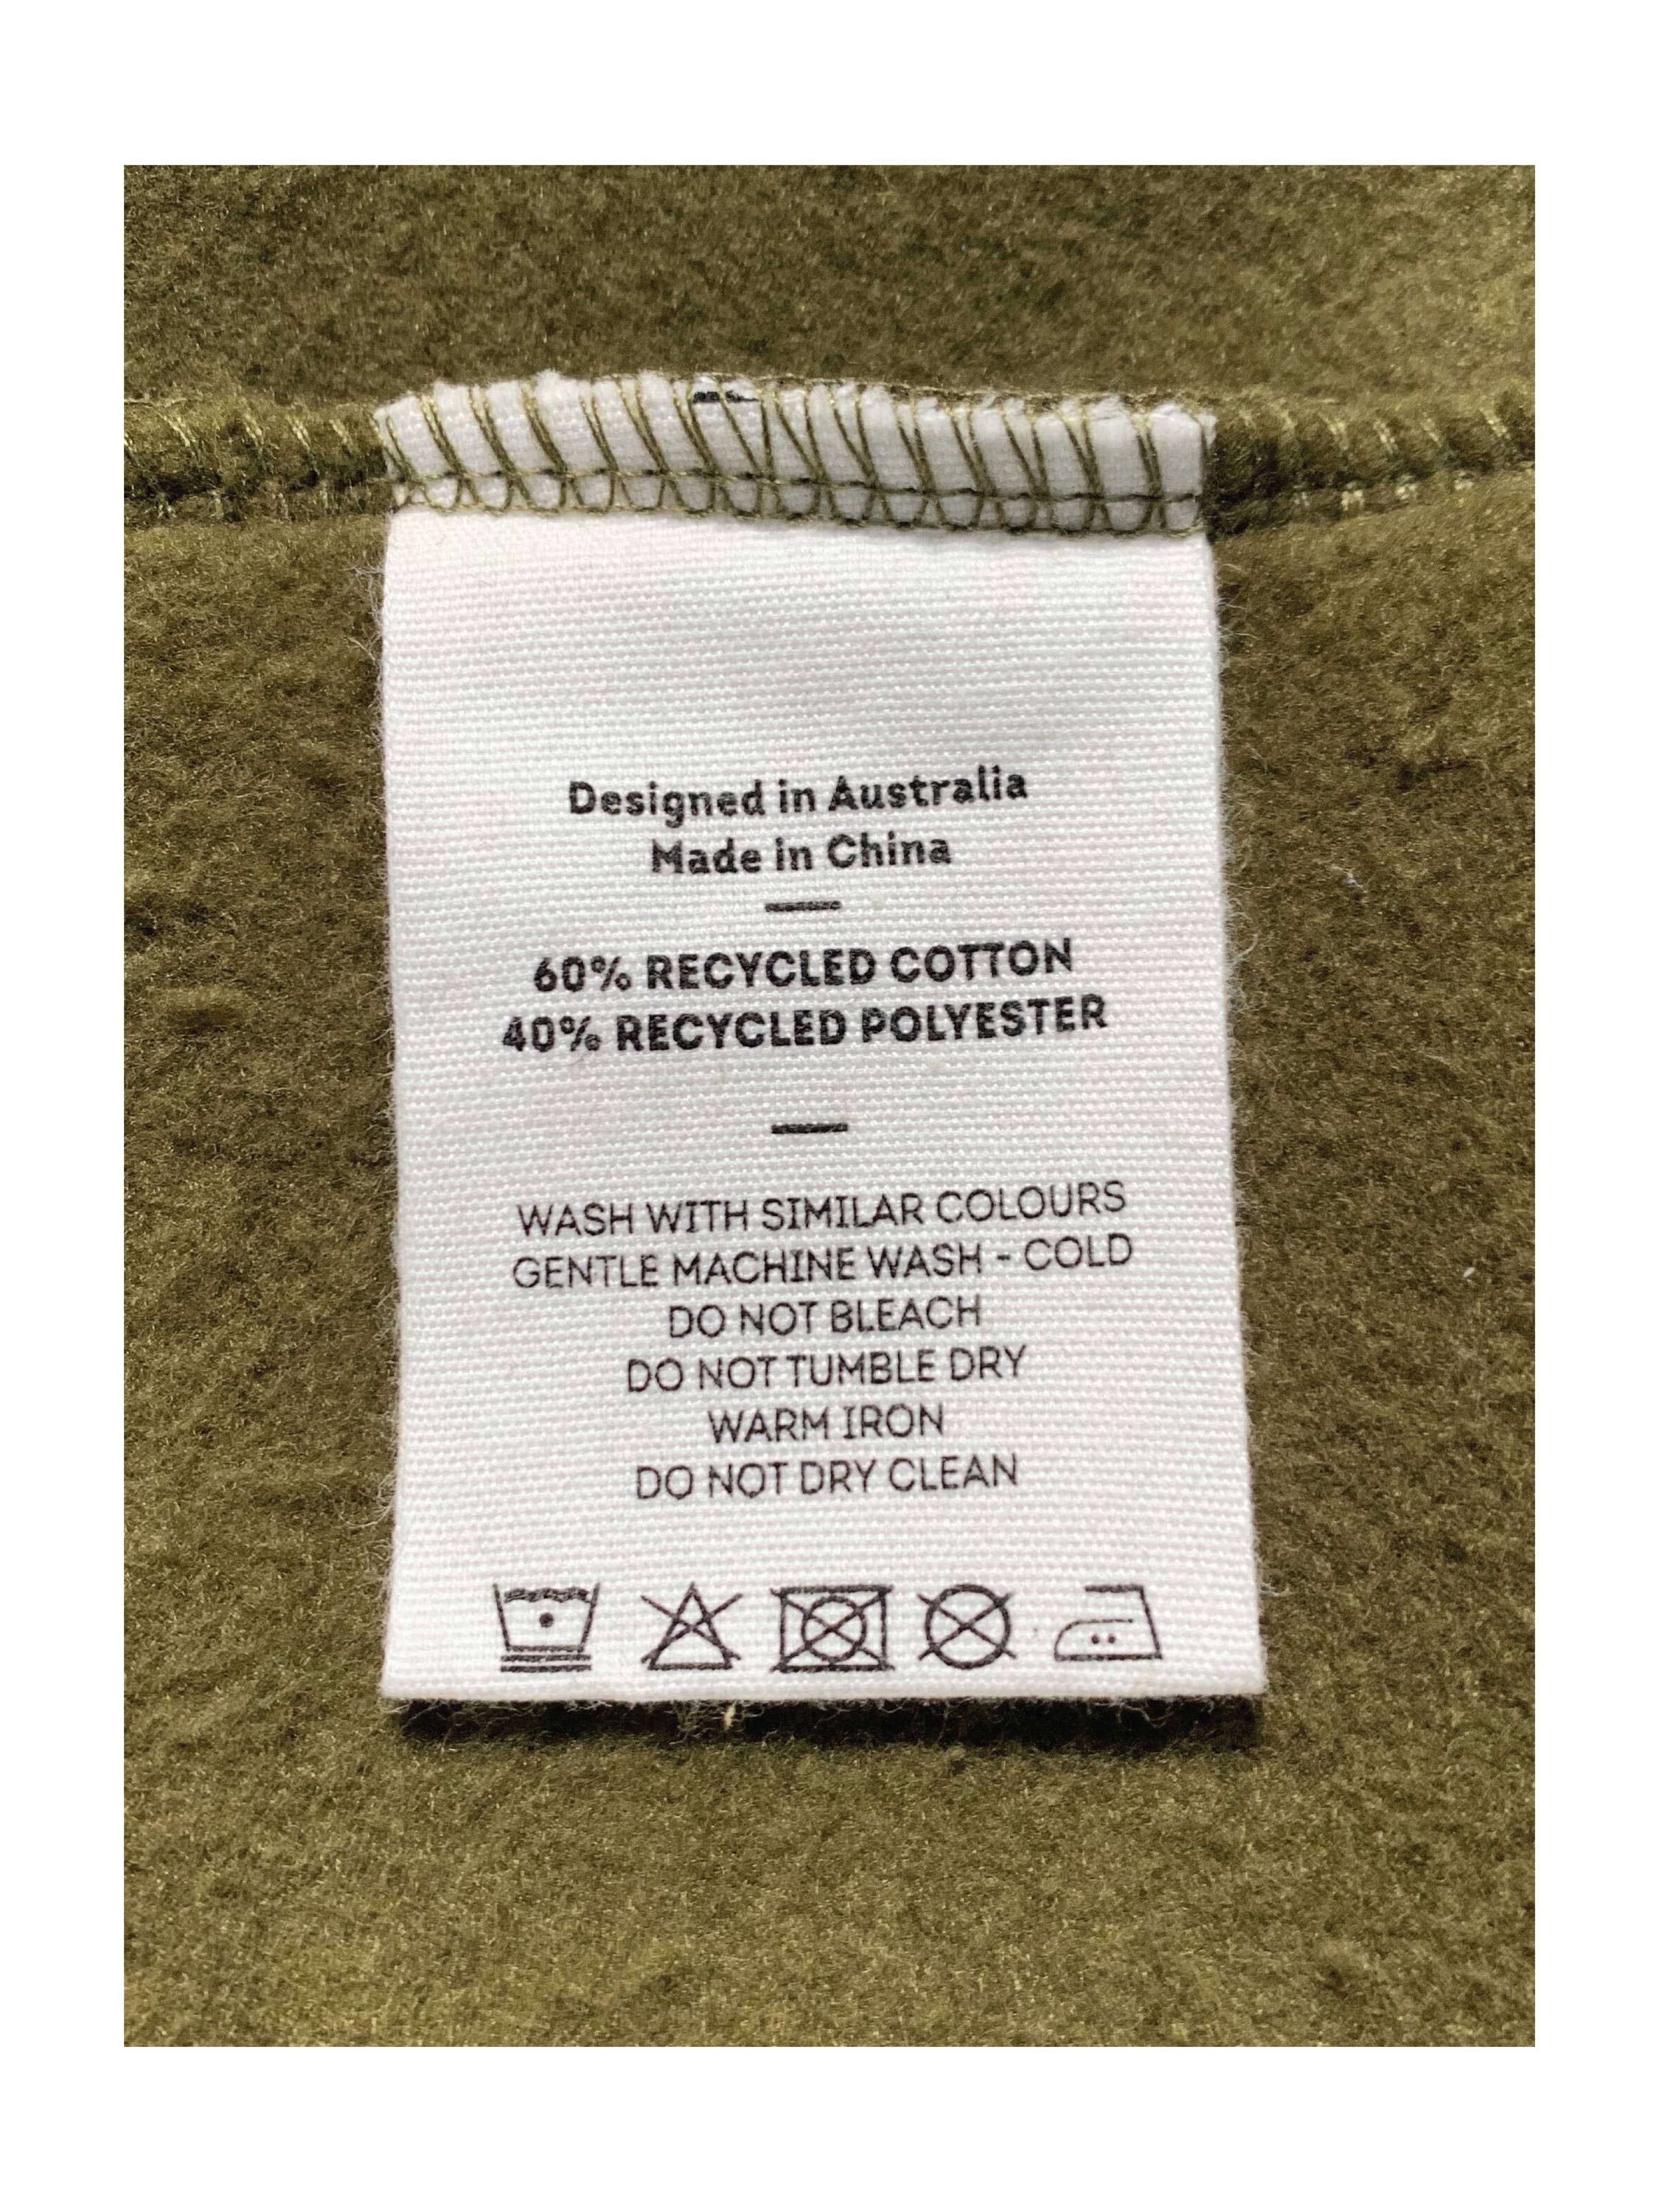 Designed in Australia
Made in China
60% RECYCLED COTTON
40% RECYCLED POLYESTER
WASH WITH SIMILAR COLOURS
GENTLE MACHINE WASH - COLD
DO NOT BLEACH
DO NOT TUMBLE DRY
WARM IRON
DO NOT DRY CLEAN